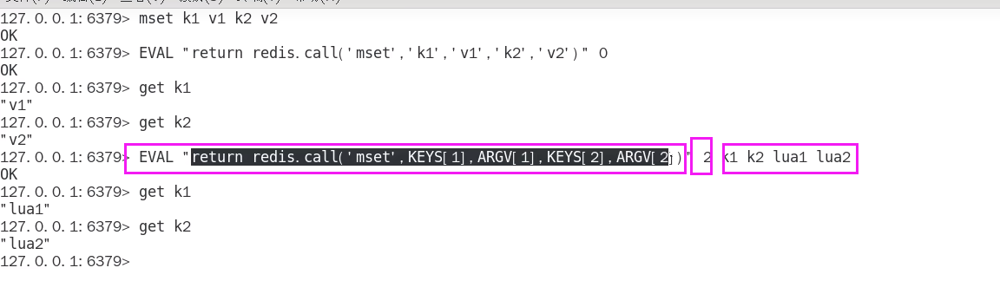 127.0.0.1:6379> mset k1 v1 k2 v2
OK
127.0.0.1:6379> EVAL "return redis.call('mset','k1','v1','k2','v2')" 0
OK
127.0.0.1:6379> get k1
"v1"
127.0.0.1:6379> get k2
"v2"
127.0.0.1:6379> EVAL "return redis.call('mset',KEYS[1],ARGV[1],KEYS[2],ARGV[2])" 2 k1 k2 lua1 lua2
OK
127.0.0.1:6379> get k1
"lua1"
127.0.0.1:6379> get k2
"lua2"
127.0.0.1:6379>